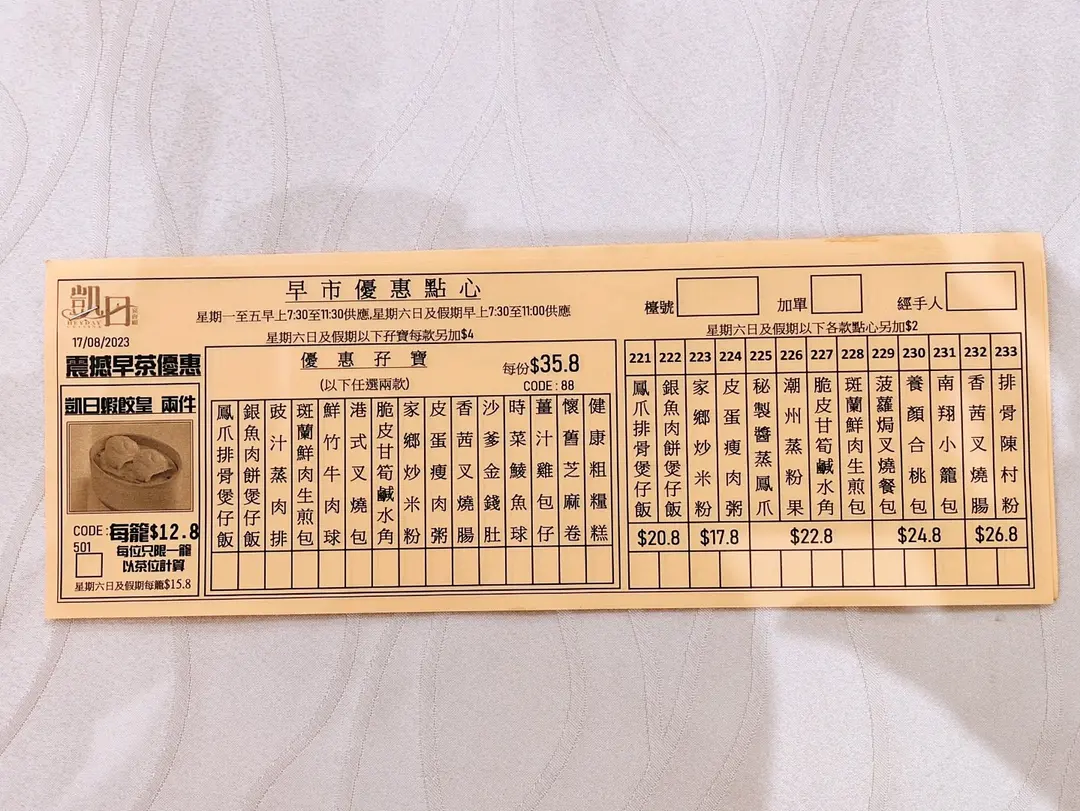 凱日
HEYDAY
17/08/2023
震撼早茶優惠
凱日蝦餃皇 兩件
CODE: 501
每籠$12.8
每位只限一籠
以茶位計算
星期六日及假期每籠$15.8
早市優惠點心
星期一至五早上7:30至11:30供應,星期六日及假期早上7:30至11:00供應
星期六日及假期以下孖寶每款另加$4
優惠孖寶
(以下任選兩款)
每份$35.8
CODE: 88
鳳爪排骨煲仔飯
銀魚肉餅煲仔飯
豉汁蒸肉排
斑蘭鮮肉生煎包
鮮竹牛肉球
港式叉燒包
脆皮甘筍鹹水角
家鄉炒米粉
皮蛋瘦肉粥
香茜叉燒腸
沙爹金錢肚
時菜鯪魚球
薑汁雞包仔
懷舊芝麻卷
健康粗糧糕
檯號
加單
經手人
星期六日及假期以下各款點心另加$2
221 222 223 224 225 226 227 228 229 230 231 232 233
鳳爪排骨煲仔飯
銀魚肉餅煲仔飯
家鄉炒米粉
皮蛋瘦肉粥
秘製醬蒸鳳爪
潮州蒸粉果
脆皮甘筍鹹水角
斑蘭鮮肉生煎包
菠蘿焗叉燒餐包
養顏合桃包
南翔小籠包
香茜叉燒腸
排骨陳村粉
$20.8 $17.8 $22.8 $24.8 $26.8